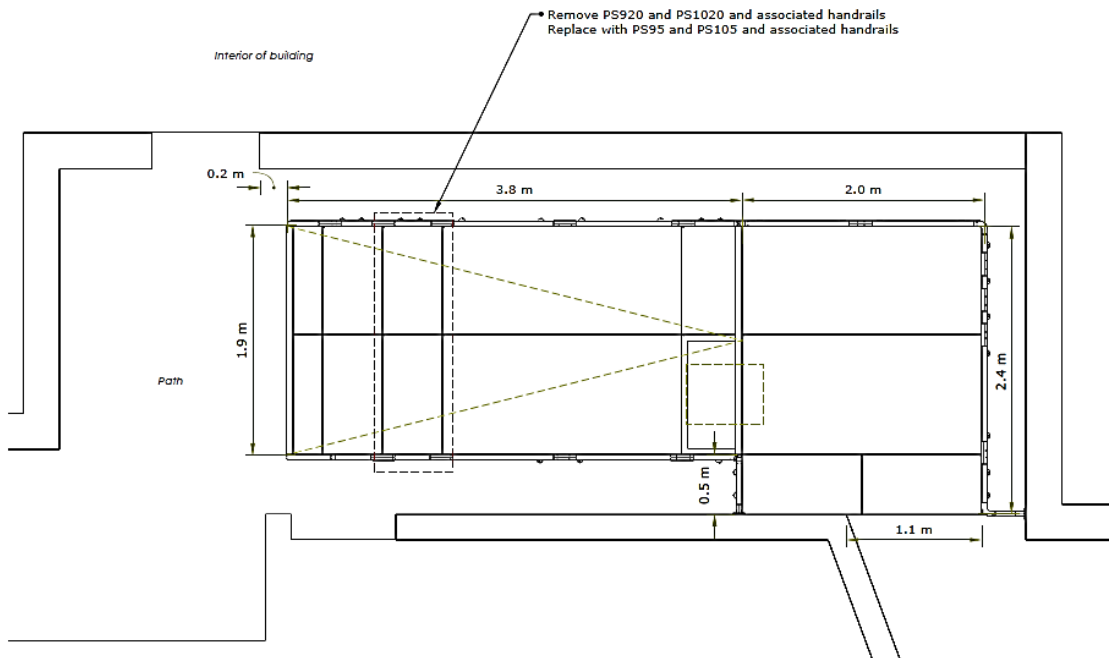 Remove PS920 and PS1020 and associated handrails
Replace with PS95 and PS105 and associated handrails
Interior of building
0.2 m
3.8 m
2.0 m
1.9 m
Path
2.4 m
0.5 m
1.1 m